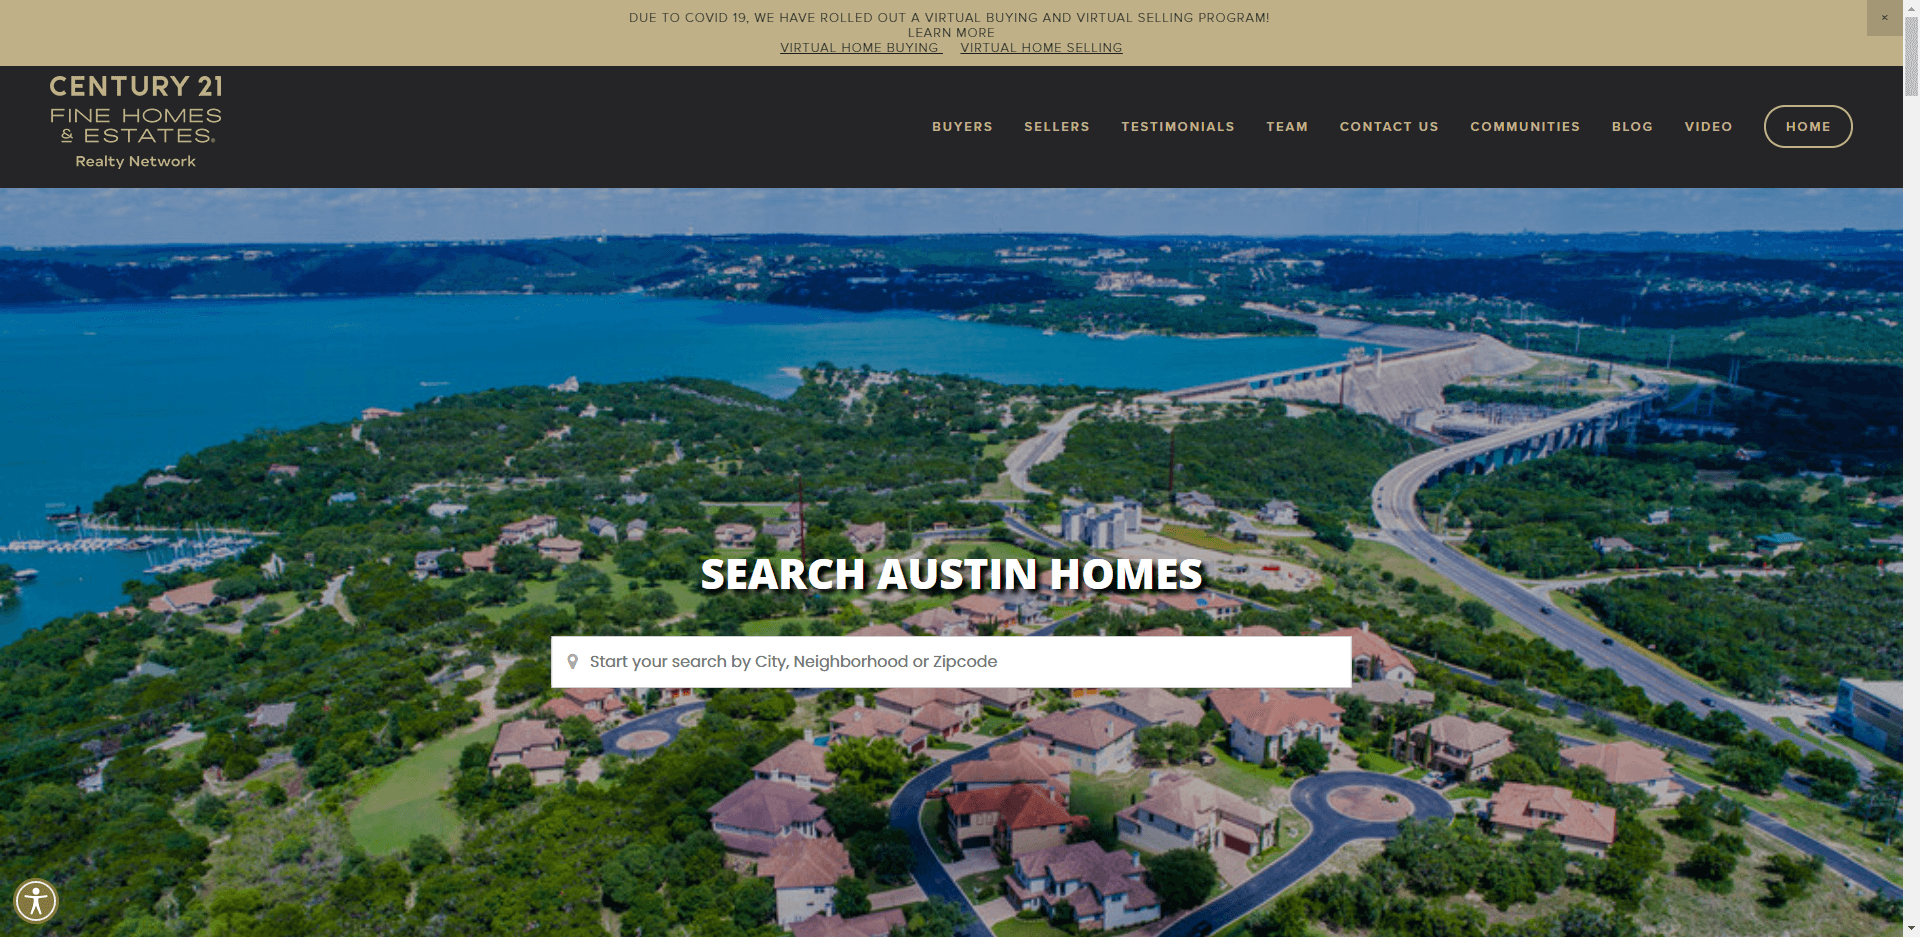 DUE TO COVID 19, WE HAVE ROLLED OUT A VIRTUAL BUYING AND VIRTUAL SELLING PROGRAM!
LEARN MORE
VIRTUAL HOME BUYING   VIRTUAL HOME SELLING
×
CENTURY 21
FINE HOMES
& ESTATES®
Realty Network
BUYERS SELLERS TESTIMONIALS TEAM CONTACT US COMMUNITIES BLOG VIDEO HOME
SEARCH AUSTIN HOMES
Start your search by City, Neighborhood or Zipcode